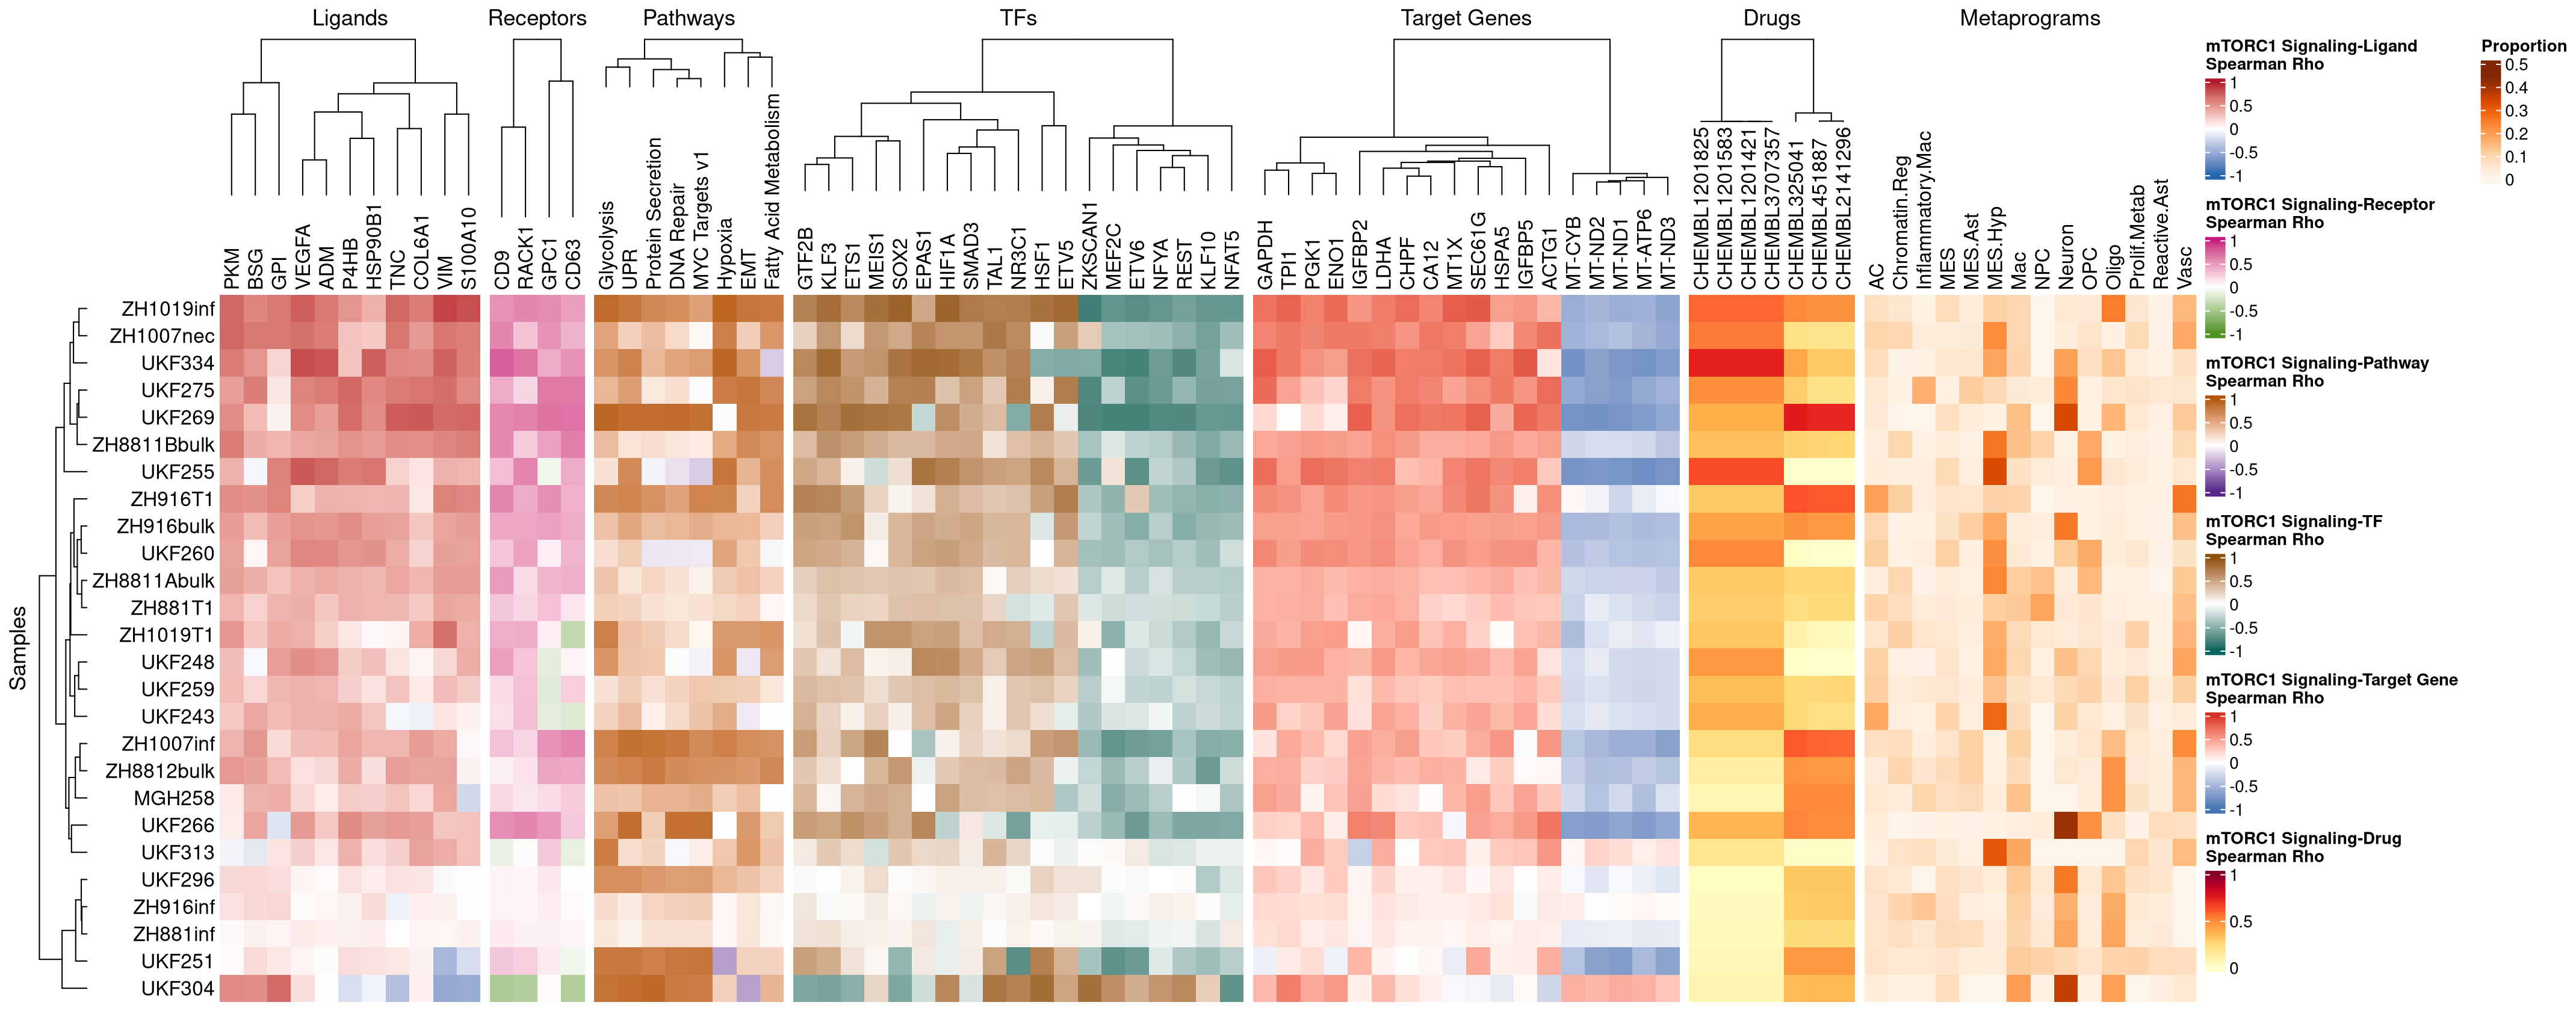 Ligands
Receptors
Pathways
TFs
Target Genes
Drugs
Metaprograms
PKM
BSG
GPI
VEGFA
ADM
P4HB
HSP90B1
TNC
COL6A1
VIM
S100A10
CD9
RACK1
GPC1
CD63
Glycolysis
UPR
Protein Secretion
DNA Repair
MYC Targets v1
Hypoxia
EMT
Fatty Acid Metabolism
GTF2B
KLF3
ETS1
MEIS1
SOX2
EPAS1
HIF1A
SMAD3
TAL1
NR3C1
HSF1
ETV5
ZKSCAN1
MEF2C
ETV6
NFYA
REST
KLF10
NFAT5
GAPDH
TPI1
PGK1
ENO1
IGFBP2
LDHA
CHPF
CA12
MT1X
SEC61G
HSPA5
IGFBP5
ACTG1
MT-CYB
MT-ND2
MT-ND1
MT-ATP6
MT-ND3
CHEMBL1201825
CHEMBL1201583
CHEMBL1201421
CHEMBL3707357
CHEMBL325041
CHEMBL451887
CHEMBL2141296
AC
Chromatin.Reg
Inflammatory.Mac
MES
MES.Ast
MES.Hyp
Mac
NPC
Neuron
OPC
Oligo
Prolif.Metab
Reactive.Ast
Vasc
Samples
ZH1019inf
ZH1007nec
UKF334
UKF275
UKF269
ZH8811Bbulk
UKF255
ZH916T1
ZH916bulk
UKF260
ZH8811Abulk
ZH881T1
ZH1019T1
UKF248
UKF259
UKF243
ZH1007inf
ZH8812bulk
MGH258
UKF266
UKF313
UKF296
ZH916inf
ZH881inf
UKF251
UKF304
mTORC1 Signaling-Ligand
Spearman Rho
1
0.5
0
-0.5
-1
mTORC1 Signaling-Receptor
Spearman Rho
1
0.5
0
-0.5
-1
mTORC1 Signaling-Pathway
Spearman Rho
1
0.5
0
-0.5
-1
mTORC1 Signaling-TF
Spearman Rho
1
0.5
0
-0.5
-1
mTORC1 Signaling-Target Gene
Spearman Rho
1
0.5
0
-0.5
-1
mTORC1 Signaling-Drug
Spearman Rho
1
0.5
0
Proportion
0.5
0.4
0.3
0.2
0.1
0